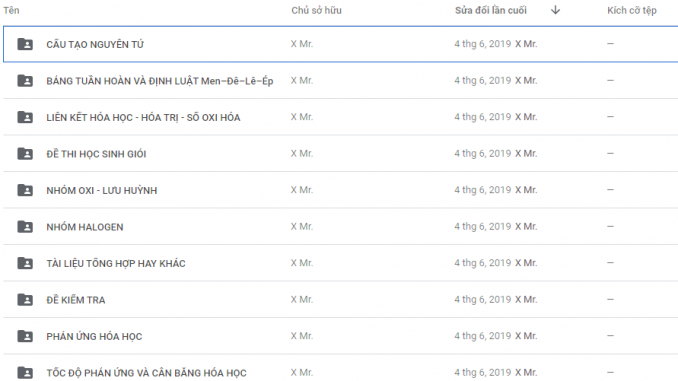 Tên Chủ sở hữu Sửa đổi lần cuối Kích cỡ tệp
CẤU TẠO NGUYÊN TỬ X Mr. 4 thg 6, 2019 X Mr. —
BẢNG TUẦN HOÀN VÀ ĐỊNH LUẬT Men–Đê–Lê–Ép X Mr. 4 thg 6, 2019 X Mr. —
LIÊN KẾT HÓA HỌC - HÓA TRỊ - SỐ OXI HÓA X Mr. 4 thg 6, 2019 X Mr. —
ĐỀ THI HỌC SINH GIỎI X Mr. 4 thg 6, 2019 X Mr. —
NHÓM OXI - LƯU HUỲNH X Mr. 4 thg 6, 2019 X Mr. —
NHÓM HALOGEN X Mr. 4 thg 6, 2019 X Mr. —
TÀI LIỆU TỔNG HỢP HAY KHÁC X Mr. 4 thg 6, 2019 X Mr. —
ĐỀ KIỂM TRA X Mr. 4 thg 6, 2019 X Mr. —
PHẢN ỨNG HÓA HỌC X Mr. 4 thg 6, 2019 X Mr. —
TỐC ĐỘ PHẢN ỨNG VÀ CÂN BẰNG HÓA HỌC X Mr. 4 thg 6, 2019 X Mr. —